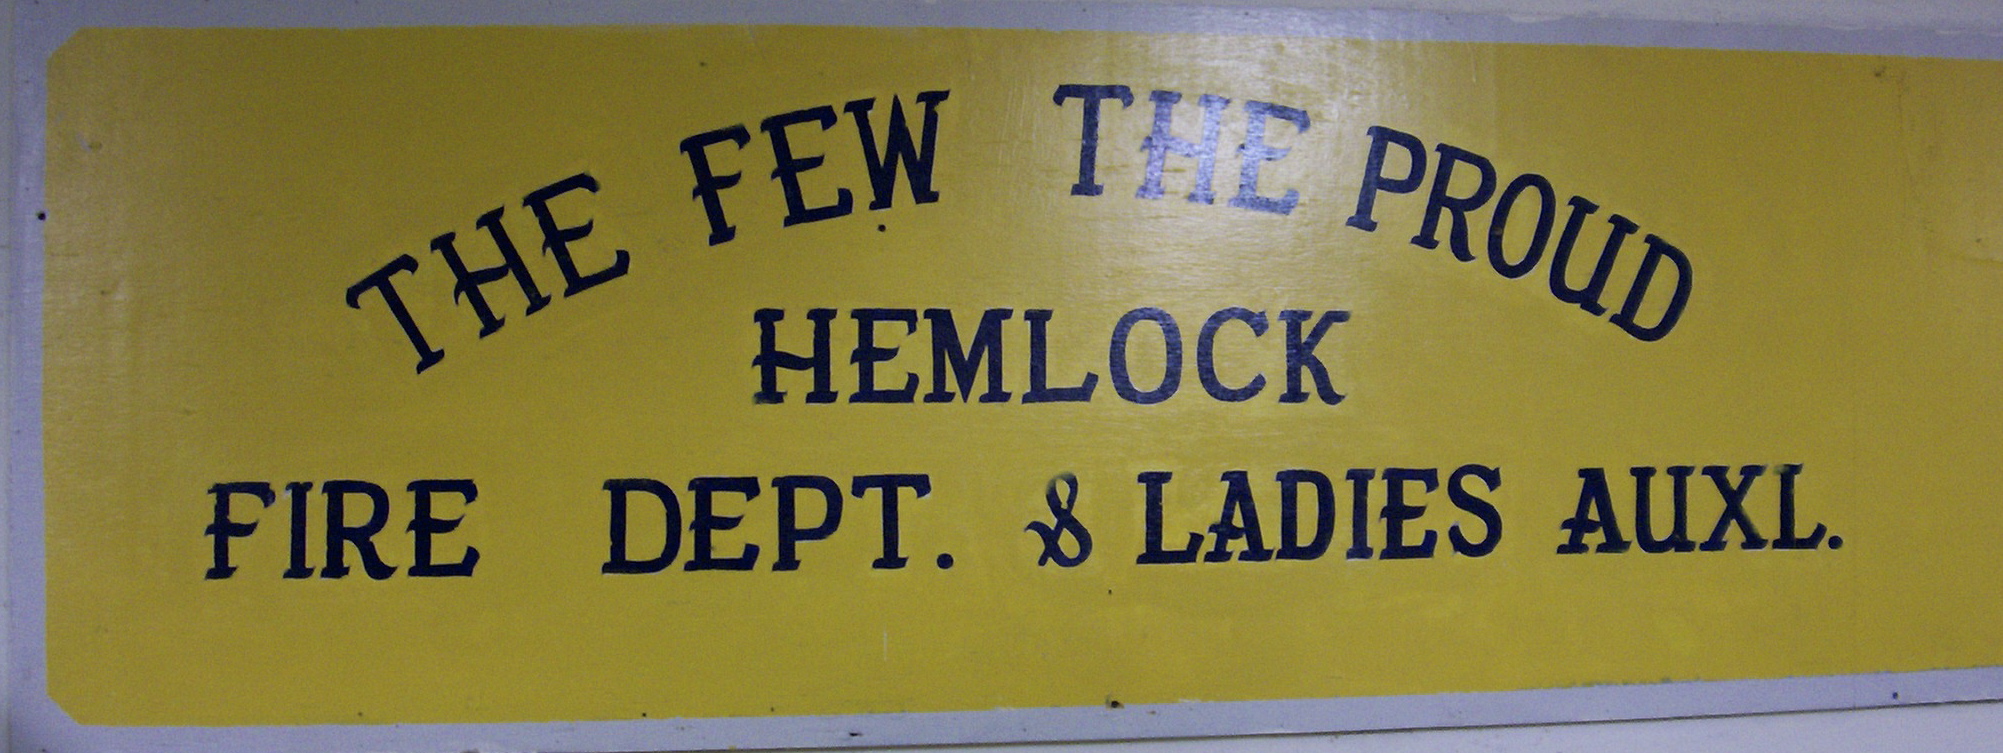 THE FEW THE PROUD
HEMLOCK
FIRE DEPT. & LADIES AUXL.